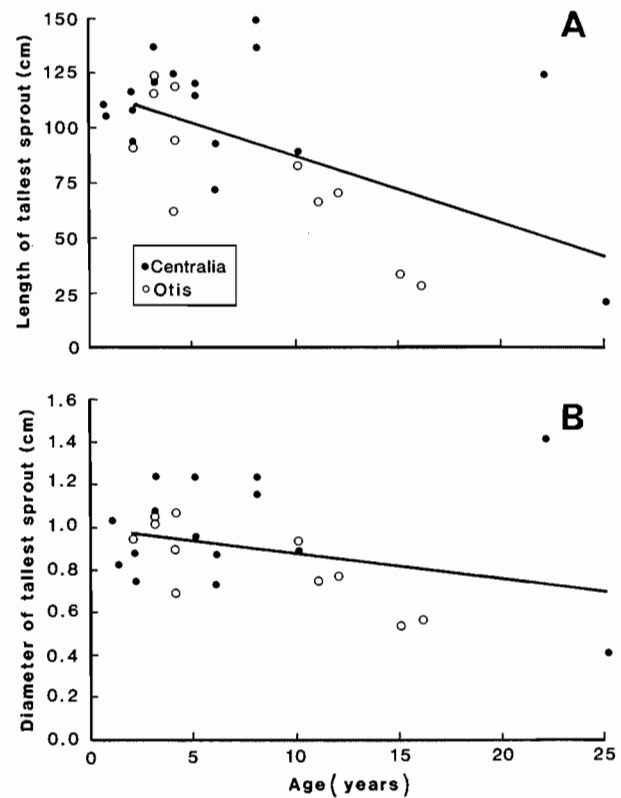 A
Length of tallest sprout (cm)
150
125
100
75
50
25
0
Centralia
Otis
B
Diameter of tallest sprout (cm)
1.6
1.4
1.2
1.0
0.8
0.6
0.4
0.2
0.0
0 5 10 15 20 25
Age (years)